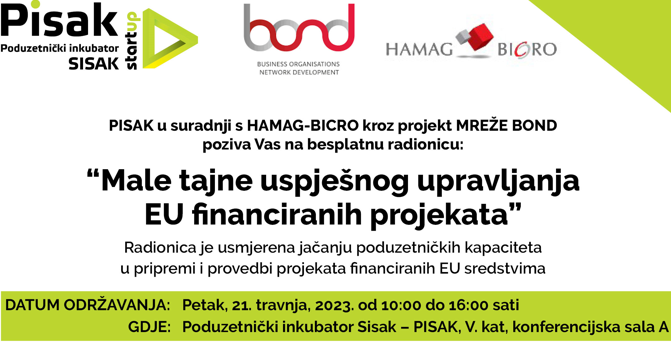 Pisak
Poduzetnički inkubator
SISAK
startup
bond
BUSINESS ORGANISATIONS
NETWORK DEVELOPMENT
HAMAG BICRO
PISAK u suradnji s HAMAG-BICRO kroz projekt MREŽE BOND
poziva Vas na besplatnu radionicu:
“Male tajne uspješnog upravljanja
EU financiranih projekata”
Radionica je usmjerena jačanju poduzetničkih kapaciteta
u pripremi i provedbi projekata financiranih EU sredstvima
DATUM ODRŽAVANJA: Petak, 21. travnja, 2023. od 10:00 do 16:00 sati
GDJE: Poduzetnički inkubator Sisak – PISAK, V. kat, konferencijska sala A